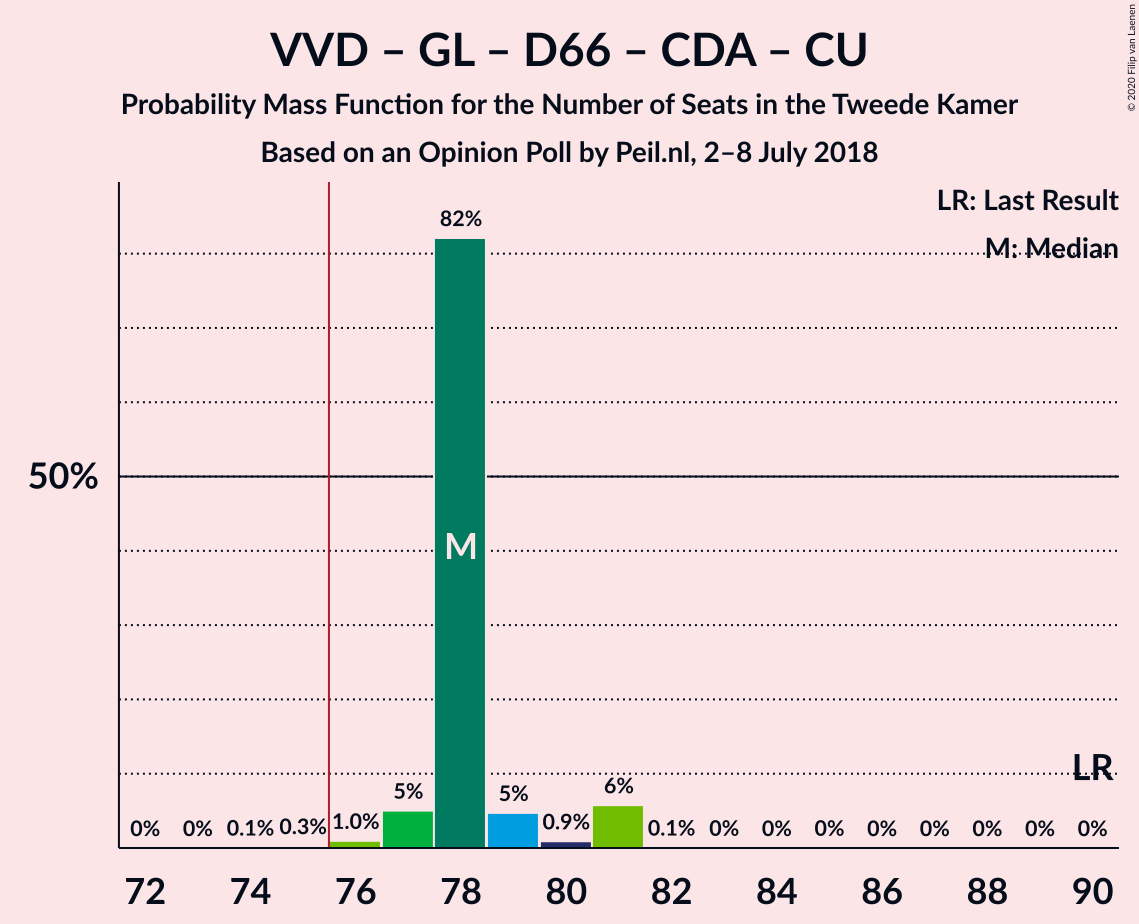 VVD – GL – D66 – CDA – CU
Probability Mass Function for the Number of Seats in the Tweede Kamer
Based on an Opinion Poll by Peil.nl, 2–8 July 2018
© 2020 Filip van Laenen
LR: Last Result
M: Median
82%
50%
M
LR
0% 0% 0.1% 0.3% 1.0% 5% 5% 0.9% 6% 0.1% 0% 0% 0% 0% 0% 0% 0% 0%
72 74 76 78 80 82 84 86 88 90